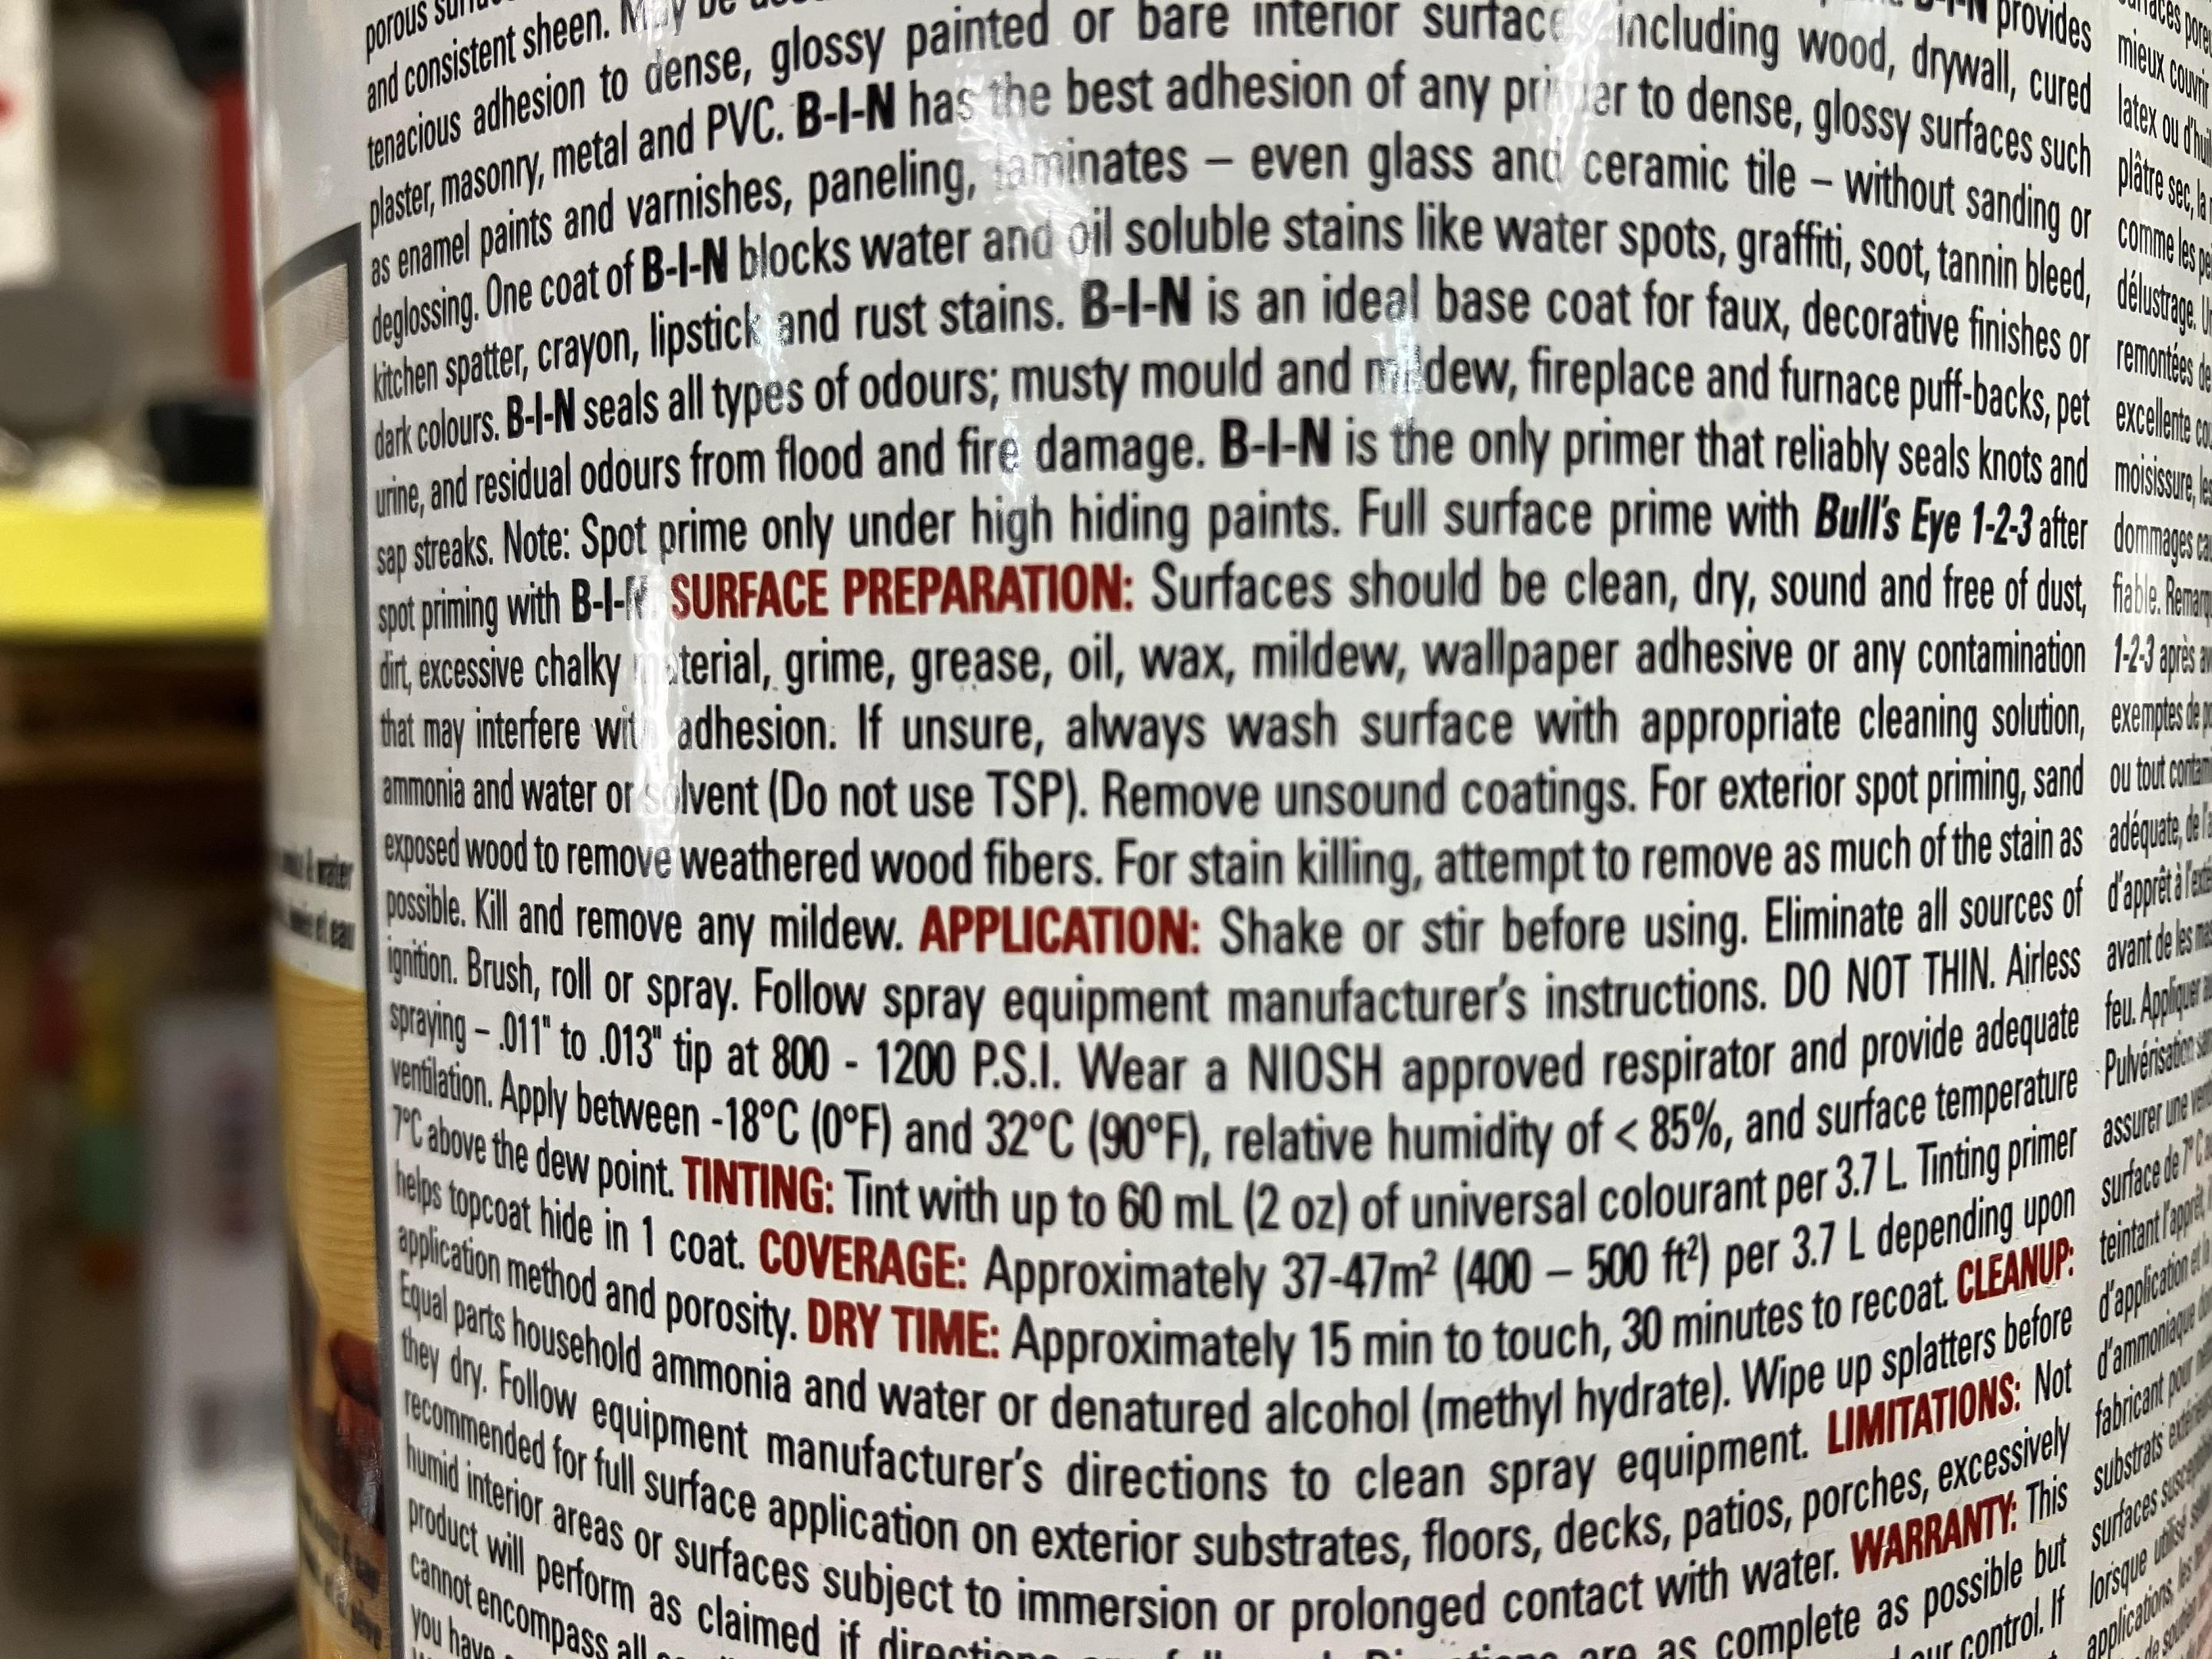 and consistent sheen.
B-I-N provides
tenacious adhesion to dense, glossy painted or bare interior surfaces including wood, drywall, cured
plaster, masonry, metal and PVC. B-I-N has the best adhesion of any primer to dense, glossy surfaces such
as enamel paints and varnishes, paneling, laminates – even glass and ceramic tile – without sanding or
deglossing. One coat of B-I-N blocks water and oil soluble stains like water spots, graffiti, soot, tannin bleed,
kitchen spatter, crayon, lipstick and rust stains. B-I-N is an ideal base coat for faux, decorative finishes or
dark colours. B-I-N seals all types of odours; musty mould and mildew, fireplace and furnace puff-backs, pet
urine, and residual odours from flood and fire damage. B-I-N is the only primer that reliably seals knots and
sap streaks. Note: Spot prime only under high hiding paints. Full surface prime with Bull's Eye 1-2-3 after
spot priming with B-I-N. SURFACE PREPARATION: Surfaces should be clean, dry, sound and free of dust,
dirt, excessive chalky material, grime, grease, oil, wax, mildew, wallpaper adhesive or any contamination
that may interfere with adhesion. If unsure, always wash surface with appropriate cleaning solution,
ammonia and water or solvent (Do not use TSP). Remove unsound coatings. For exterior spot priming, sand
exposed wood to remove weathered wood fibers. For stain killing, attempt to remove as much of the stain as
possible. Kill and remove any mildew. APPLICATION: Shake or stir before using. Eliminate all sources of
ignition. Brush, roll or spray. Follow spray equipment manufacturer's instructions. DO NOT THIN. Airless
spraying – .011" to .013" tip at 800 - 1200 P.S.I. Wear a NIOSH approved respirator and provide adequate
ventilation. Apply between -18°C (0°F) and 32°C (90°F), relative humidity of < 85%, and surface temperature
7°C above the dew point. TINTING: Tint with up to 60 mL (2 oz) of universal colourant per 3.7 L. Tinting primer
helps topcoat hide in 1 coat. COVERAGE: Approximately 37-47m² (400 – 500 ft²) per 3.7 L depending upon
application method and porosity. DRY TIME: Approximately 15 min to touch, 30 minutes to recoat. CLEANUP:
Equal parts household ammonia and water or denatured alcohol (methyl hydrate). Wipe up splatters before
they dry. Follow equipment manufacturer's directions to clean spray equipment. LIMITATIONS: Not
recommended for full surface application on exterior substrates, floors, decks, patios, porches, excessively
humid interior areas or surfaces subject to immersion or prolonged contact with water. WARRANTY: This
product will perform as claimed if directions are followed. Directions are as complete as possible but
cannot encompass all
our control. If
you have
mieux couvrir
latex ou d'huile
plâtre sec, la
comme les
délustrage.
remontées de
excellente
moisissure, les
dommages
fiable.
1-2-3 après
exemptes de
ou tout
adéquate, de
d'apprêt à
avant de les
feu. Appliquer
Pulvérisation
assurer une
surface de 7°C
teintant l'apprêt,
d'application et
d'ammoniaque
fabricant pour
substrats
surfaces
lorsque utilisé
applications, les
& water
et eau